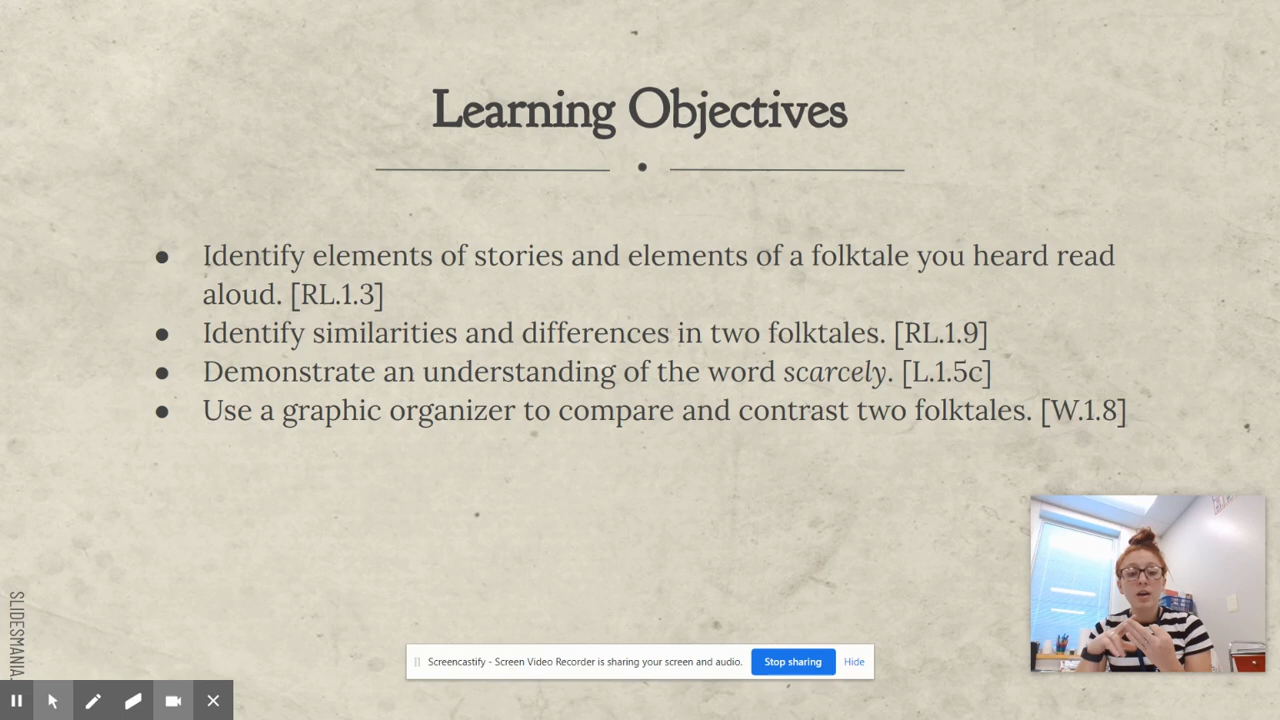 Learning Objectives
● Identify elements of stories and elements of a folktale you heard read
aloud. [RL.1.3]
● Identify similarities and differences in two folktales. [RL.1.9]
● Demonstrate an understanding of the word scarcely. [L.1.5c]
● Use a graphic organizer to compare and contrast two folktales. [W.1.8]
SLIDESMANIA.
Screencastify - Screen Video Recorder is sharing your screen and audio. Stop sharing Hide